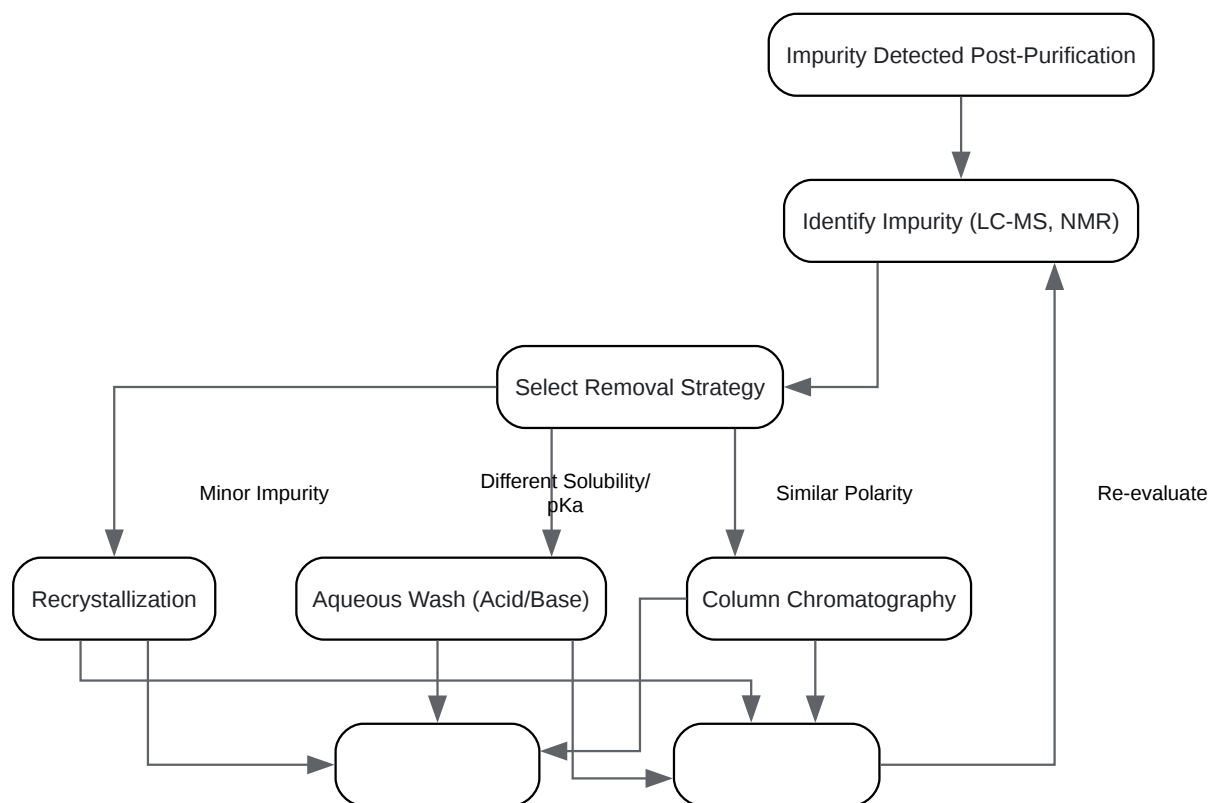 Impurity Detected Post-Purification
Identify Impurity (LC-MS, NMR)
Select Removal Strategy
Minor Impurity
Different Solubility/
pKa
Similar Polarity
Re-evaluate
Recrystallization
Aqueous Wash (Acid/Base)
Column Chromatography